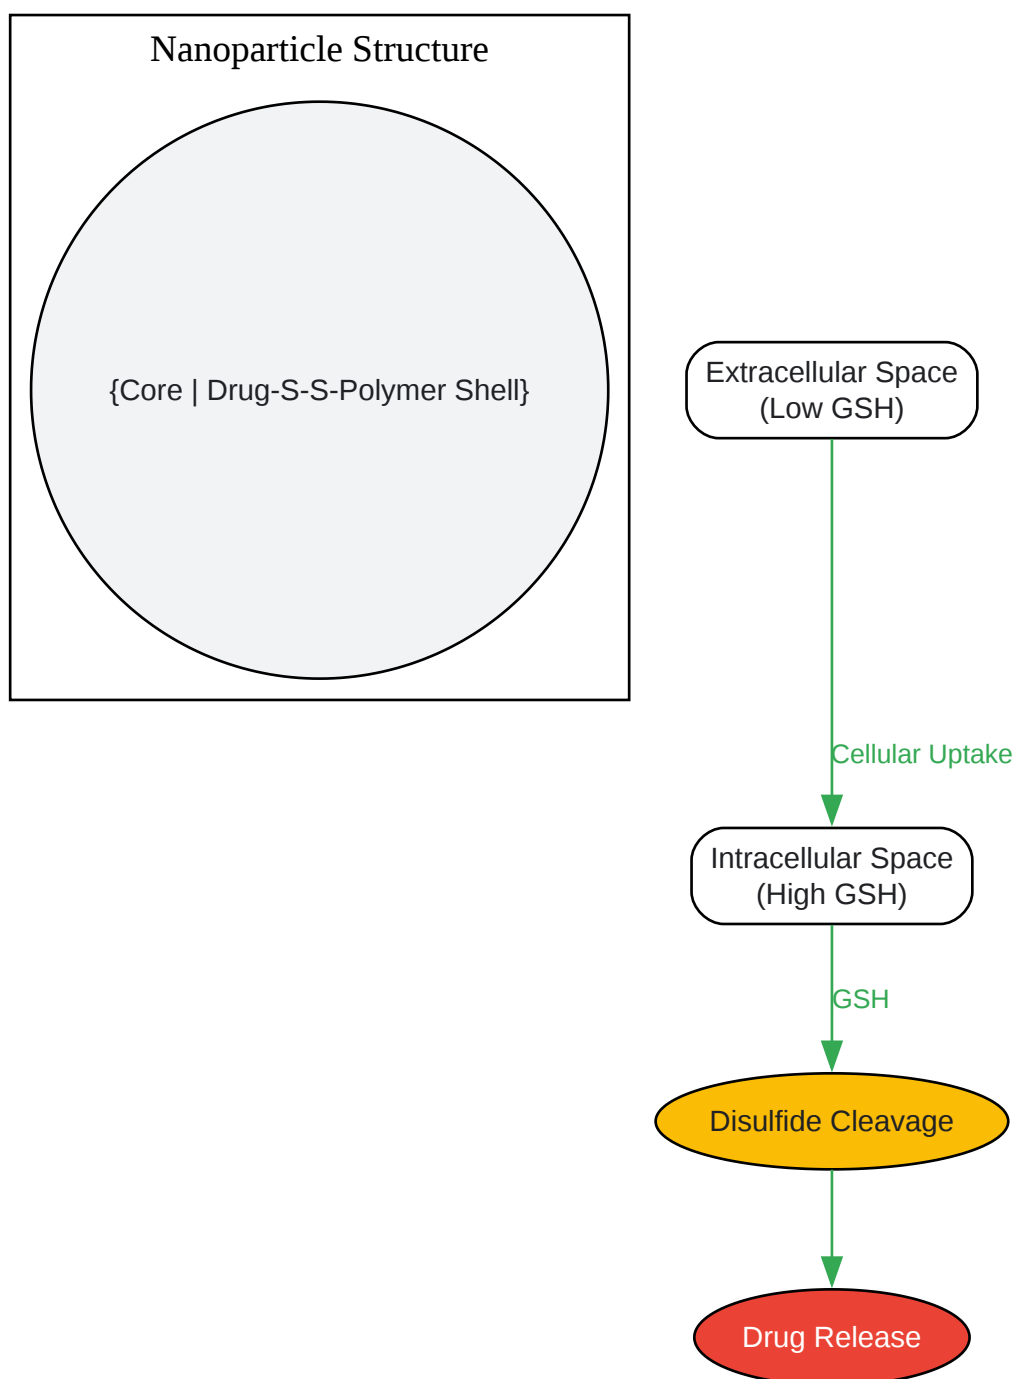 Nanoparticle Structure
{Core | Drug-S-S-Polymer Shell}
Extracellular Space
(Low GSH)
Cellular Uptake
Intracellular Space
(High GSH)
GSH
Disulfide Cleavage
Drug Release